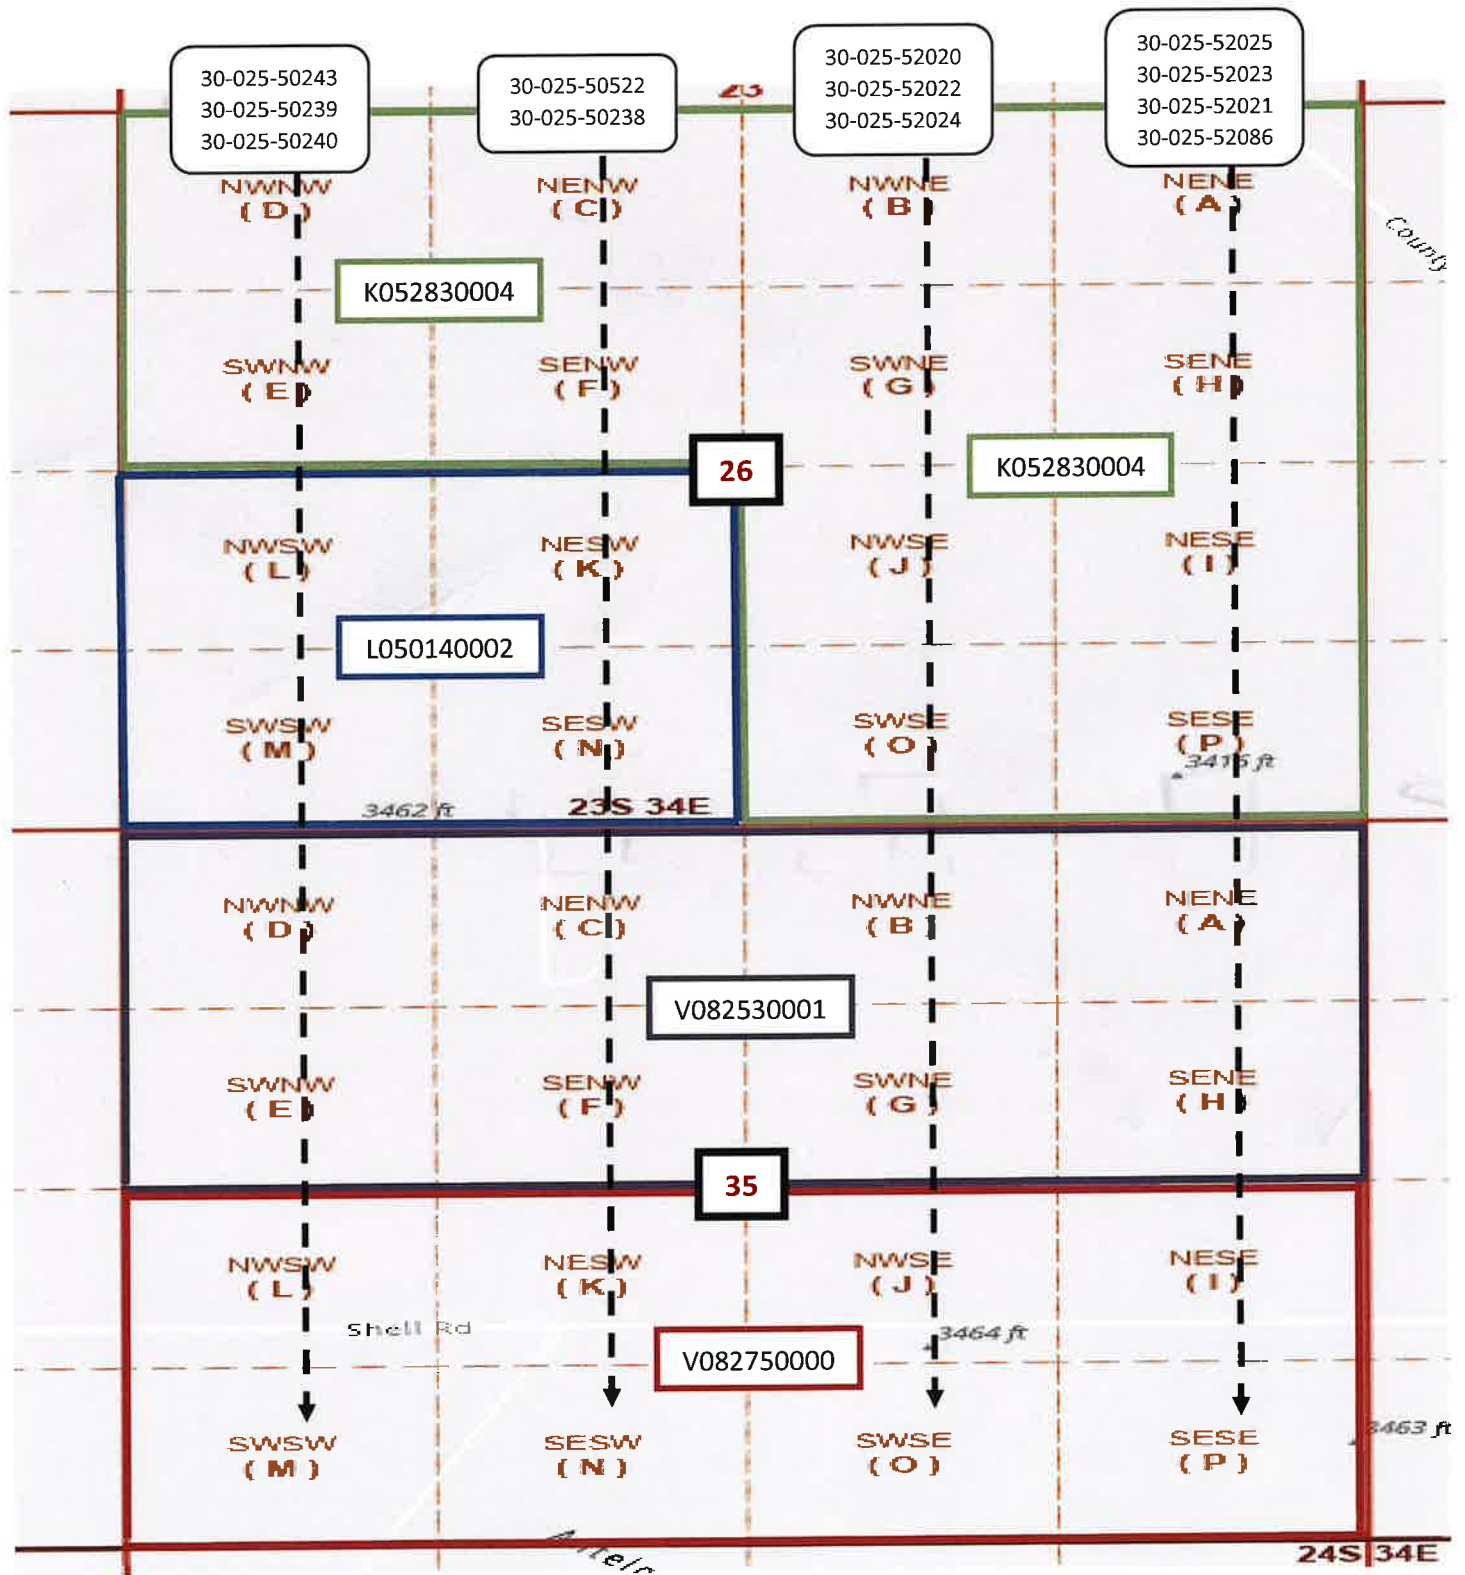 30-025-50243
30-025-50239
30-025-50240
30-025-50522
30-025-50238
30-025-52020
30-025-52022
30-025-52024
30-025-52025
30-025-52023
30-025-52021
30-025-52086
NWNW
( D )
NENW
( C )
NWNE
( B )
NENE
( A )
County
K052830004
SWNW
( E )
SENW
( F )
SWNE
( G )
SENE
( H )
26
K052830004
NWSW
( L )
NESW
( K )
NWSE
( J )
NESE
( I )
L050140002
SWSW
( M )
SESW
( N )
SWSE
( O )
SESE
( P )
3462 ft
23S 34E
NWNW
( D )
NENW
( C )
NWNE
( B )
NENE
( A )
V082530001
SWNW
( E )
SENW
( F )
SWNE
( G )
SENE
( H )
35
NWSW
( L )
NESW
( K )
NWSE
( J )
NESE
( I )
Shell Rd
3464 ft
V082750000
SWSW
( M )
SESW
( N )
SWSE
( O )
SESE
( P )
3463 ft
24S 34E